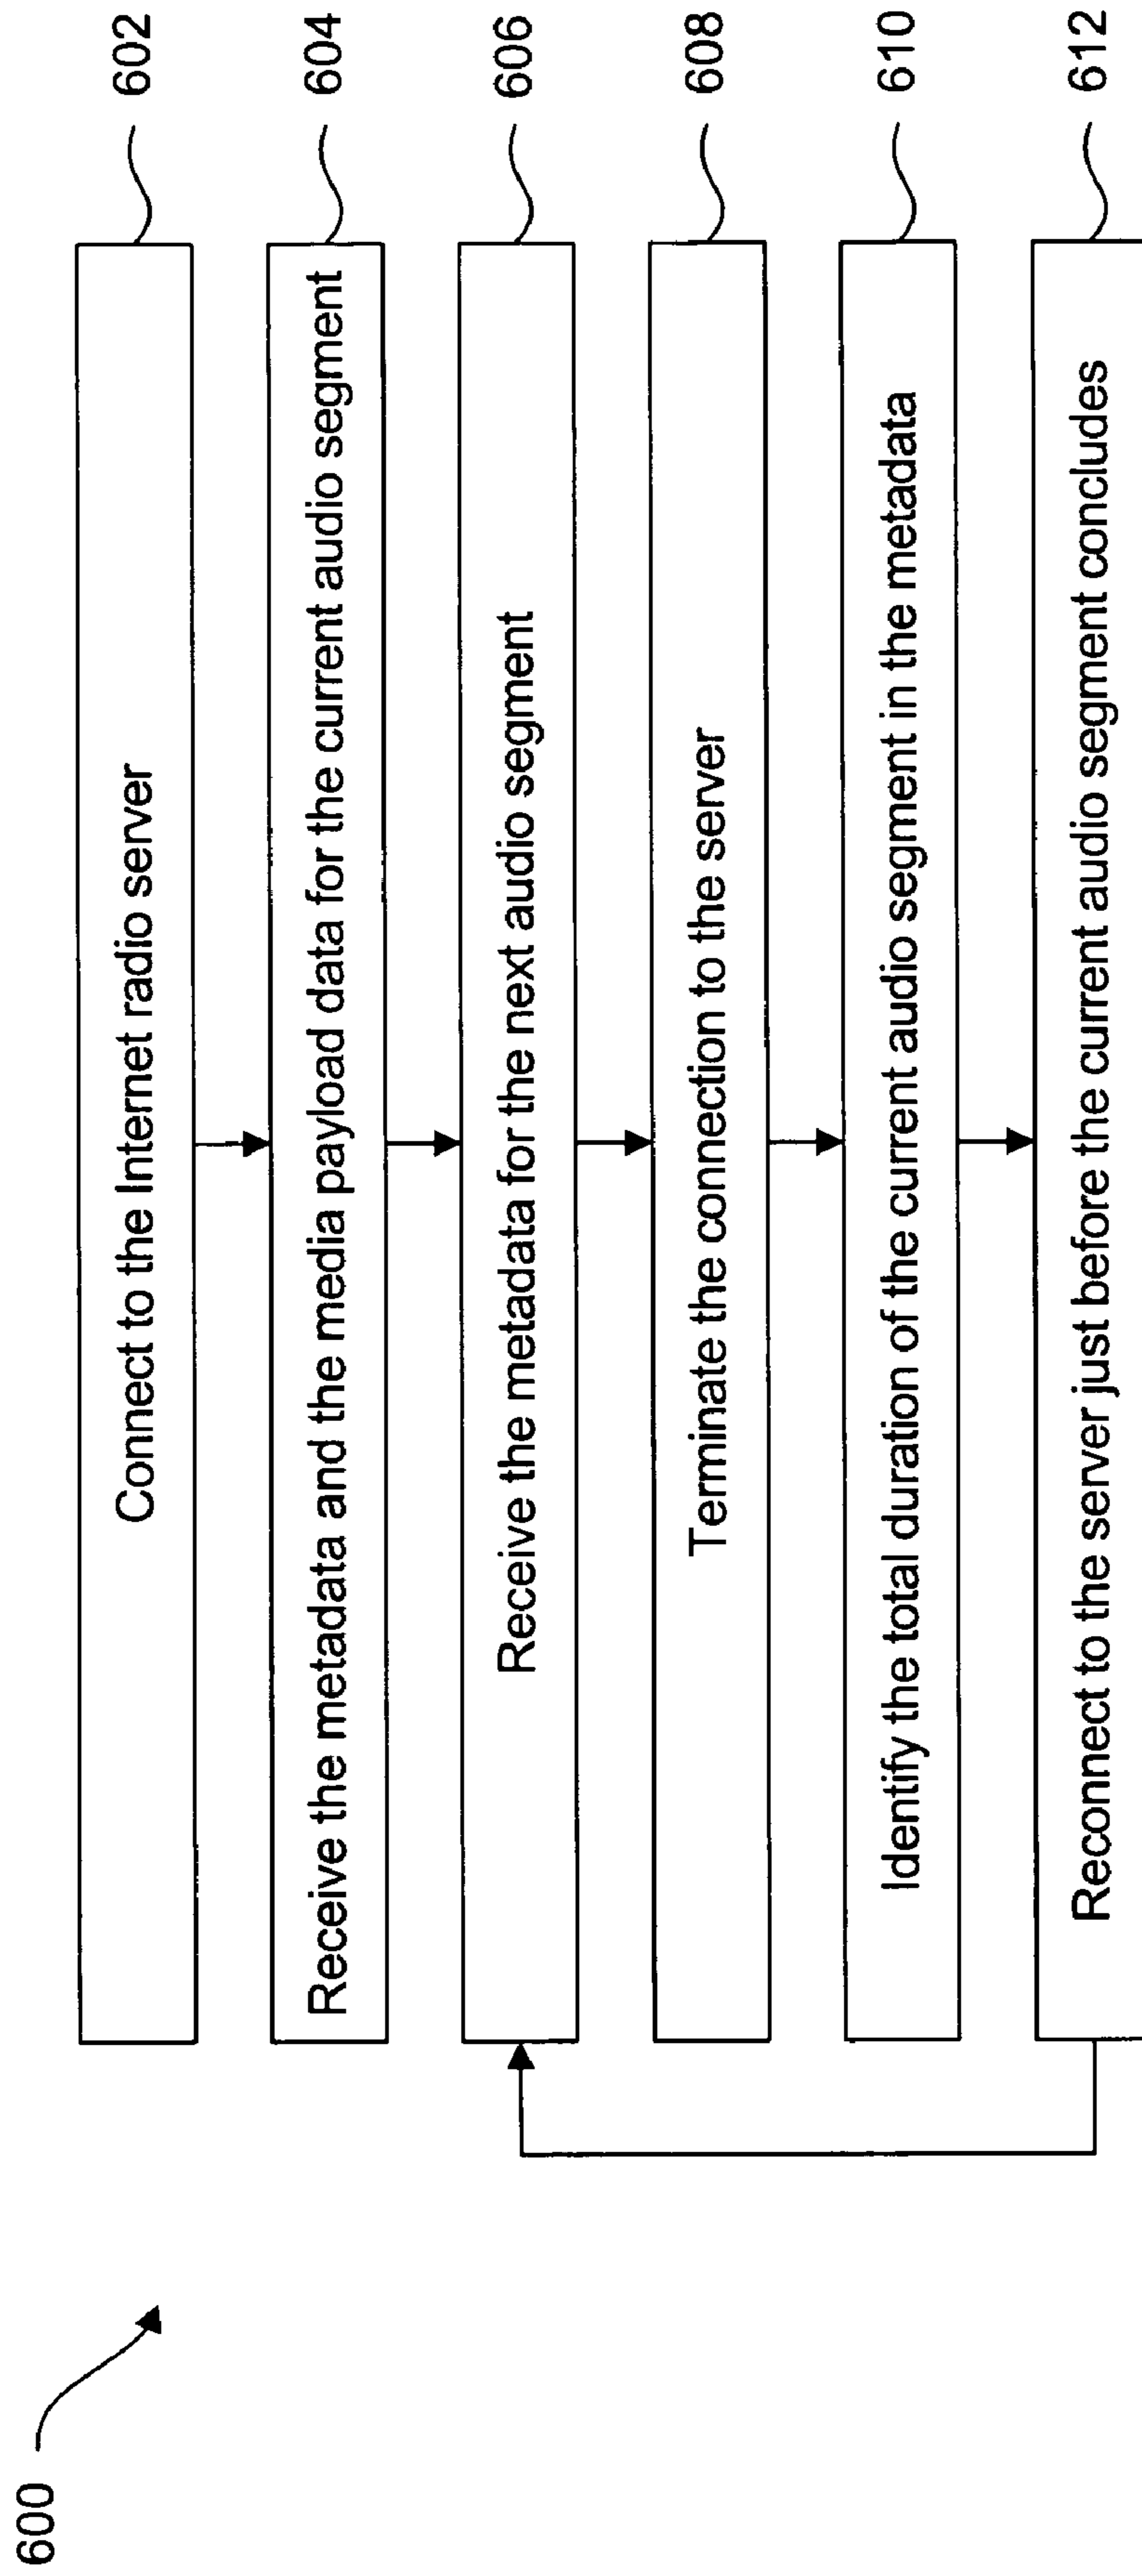 600
Connect to the Internet radio server
602
Receive the metadata and the media payload data for the current audio segment
604
Receive the metadata for the next audio segment
606
Terminate the connection to the server
608
Identify the total duration of the current audio segment in the metadata
610
Reconnect to the server just before the current audio segment concludes
612